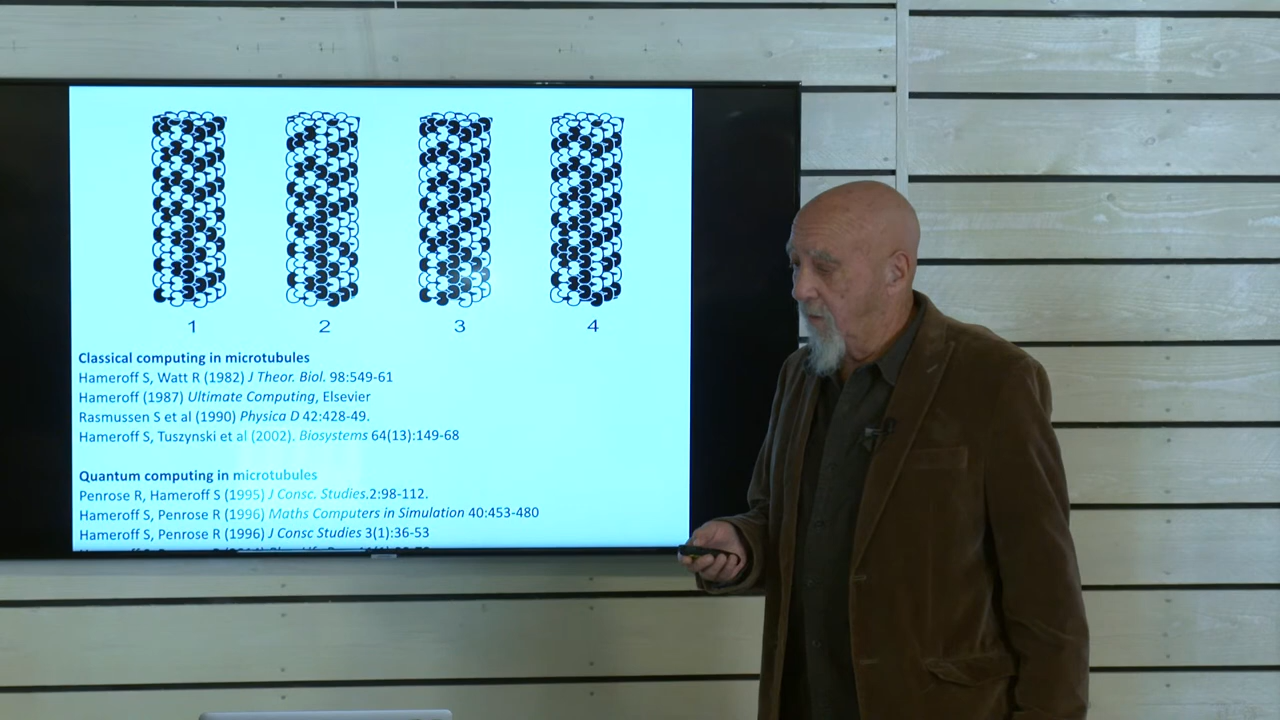 1 2 3 4
Classical computing in microtubules
Hameroff S, Watt R (1982) J Theor. Biol. 98:549-61
Hameroff (1987) Ultimate Computing, Elsevier
Rasmussen S et al (1990) Physica D 42:428-49.
Hameroff S, Tuszynski et al (2002). Biosystems 64(13):149-68
Quantum computing in microtubules
Penrose R, Hameroff S (1995) J Consc. Studies.2:98-112.
Hameroff S, Penrose R (1996) Maths Computers in Simulation 40:453-480
Hameroff S, Penrose R (1996) J Consc Studies 3(1):36-53